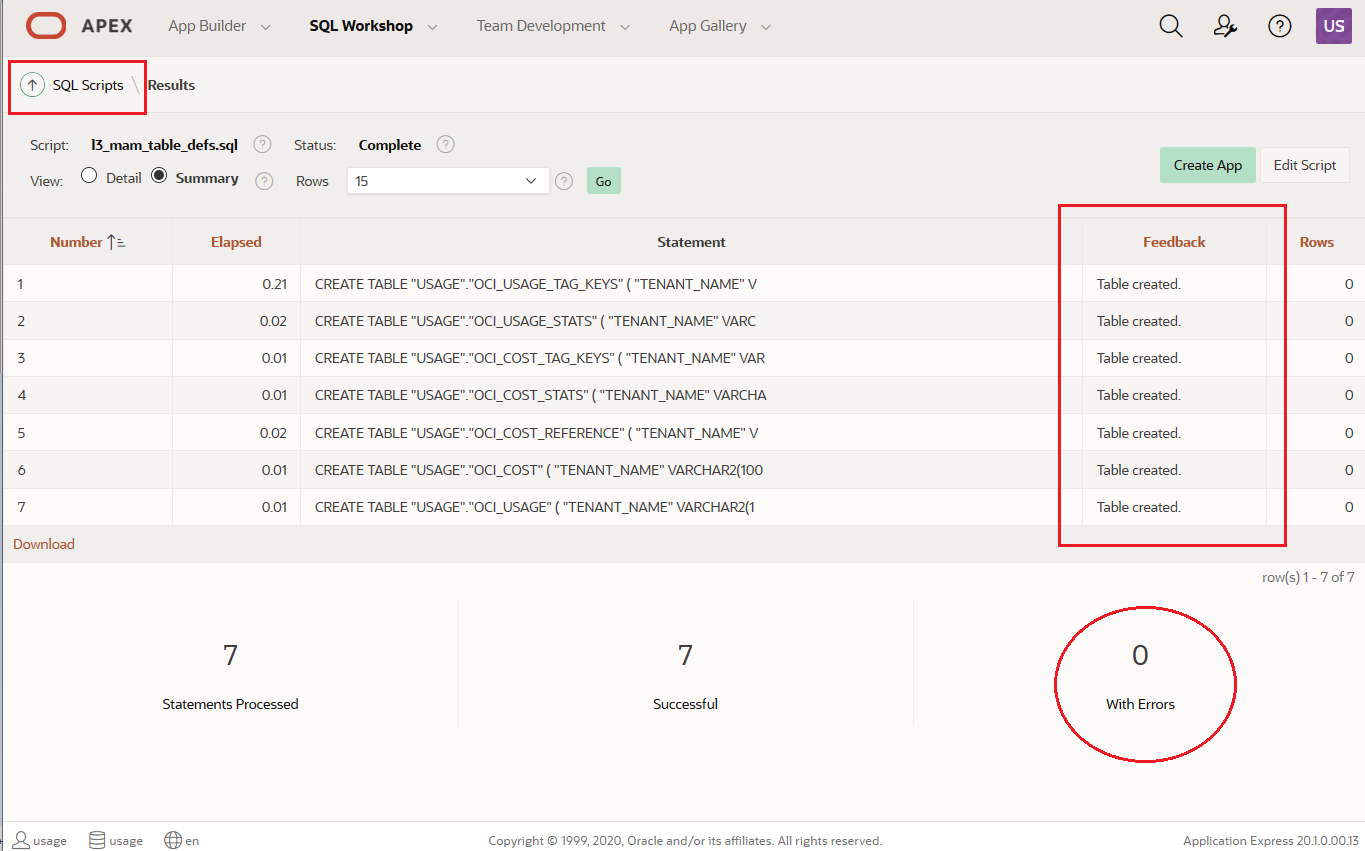 APEX App Builder SQL Workshop Team Development App Gallery US
SQL Scripts \ Results
Script: l3_mam_table_defs.sql ? Status: Complete ?
View: Detail Summary ? Rows 15 ? Go Create App Edit Script
Number Elapsed Statement Feedback Rows
1 0.21 CREATE TABLE "USAGE"."OCI_USAGE_TAG_KEYS" ( "TENANT_NAME" V Table created. 0
2 0.02 CREATE TABLE "USAGE"."OCI_USAGE_STATS" ( "TENANT_NAME" VARC Table created. 0
3 0.01 CREATE TABLE "USAGE"."OCI_COST_TAG_KEYS" ( "TENANT_NAME" VAR Table created. 0
4 0.01 CREATE TABLE "USAGE"."OCI_COST_STATS" ( "TENANT_NAME" VARCHA Table created. 0
5 0.02 CREATE TABLE "USAGE"."OCI_COST_REFERENCE" ( "TENANT_NAME" V Table created. 0
6 0.01 CREATE TABLE "USAGE"."OCI_COST" ( "TENANT_NAME" VARCHAR2(100 Table created. 0
7 0.01 CREATE TABLE "USAGE"."OCI_USAGE" ( "TENANT_NAME" VARCHAR2(1 Table created. 0
Download
row(s) 1 - 7 of 7
7 7 0
Statements Processed Successful With Errors
usage usage en Copyright © 1999, 2020, Oracle and/or its affiliates. All rights reserved. Application Express 20.1.0.00.13